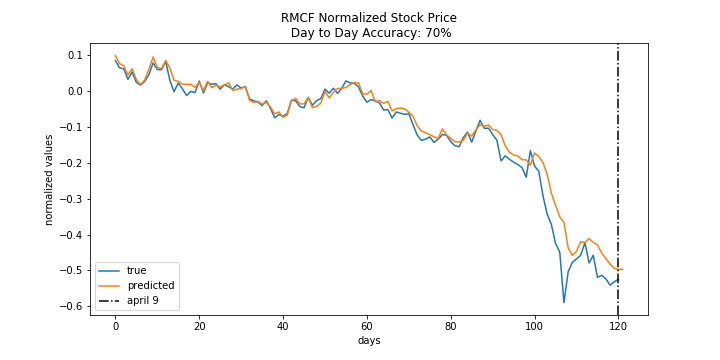 RMCF Normalized Stock Price
Day to Day Accuracy: 70%
normalized values
0.1
0.0
−0.1
−0.2
−0.3
−0.4
−0.5
−0.6
true
predicted
april 9
0 20 40 60 80 100 120
days